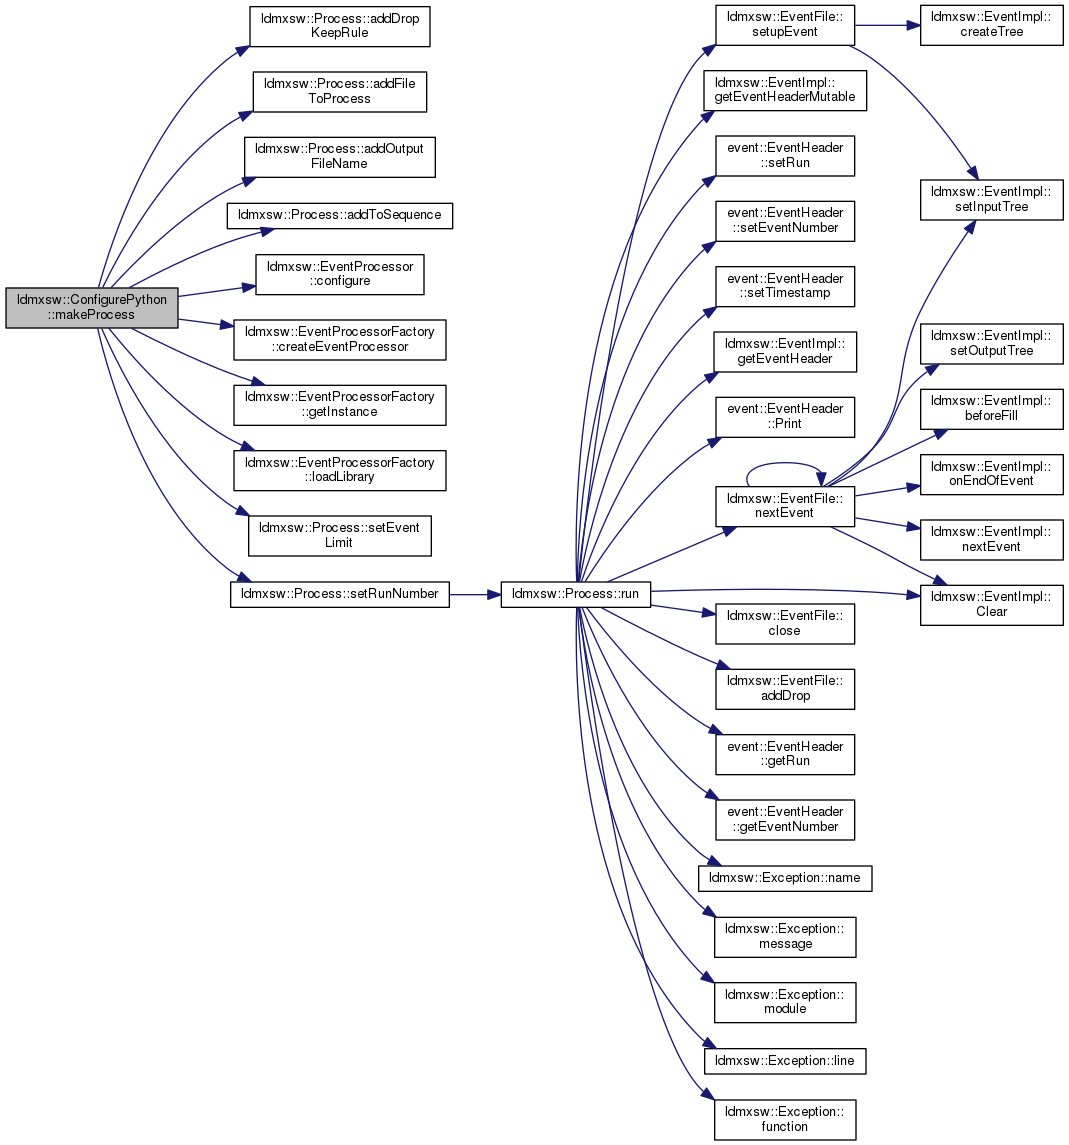 ldmxsw::ConfigurePython
::makeProcess
ldmxsw::Process::addDrop
KeepRule
ldmxsw::Process::addFile
ToProcess
ldmxsw::Process::addOutput
FileName
ldmxsw::Process::addToSequence
ldmxsw::EventProcessor
::configure
ldmxsw::EventProcessorFactory
::createEventProcessor
ldmxsw::EventProcessorFactory
::getInstance
ldmxsw::EventProcessorFactory
::loadLibrary
ldmxsw::Process::setEvent
Limit
ldmxsw::Process::setRunNumber
ldmxsw::Process::run
ldmxsw::EventFile::
setupEvent
ldmxsw::EventImpl::
getEventHeaderMutable
event::EventHeader
::setRun
event::EventHeader
::setEventNumber
event::EventHeader
::setTimestamp
ldmxsw::EventImpl::
getEventHeader
event::EventHeader
::Print
ldmxsw::EventFile::
nextEvent
ldmxsw::EventFile::
close
ldmxsw::EventFile::
addDrop
event::EventHeader
::getRun
event::EventHeader
::getEventNumber
ldmxsw::Exception::name
ldmxsw::Exception::
message
ldmxsw::Exception::
module
ldmxsw::Exception::line
ldmxsw::Exception::
function
ldmxsw::EventImpl::
createTree
ldmxsw::EventImpl::
setInputTree
ldmxsw::EventImpl::
setOutputTree
ldmxsw::EventImpl::
beforeFill
ldmxsw::EventImpl::
onEndOfEvent
ldmxsw::EventImpl::
nextEvent
ldmxsw::EventImpl::
Clear